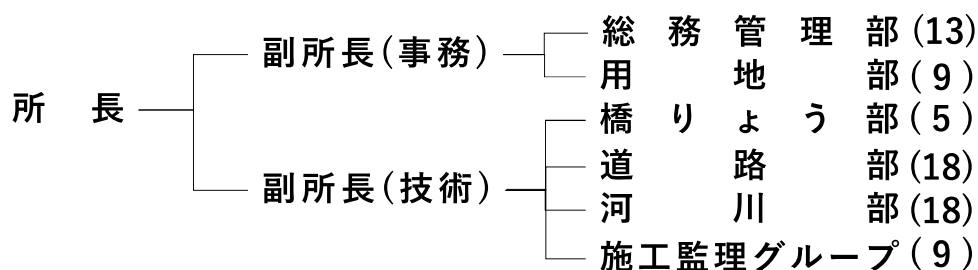 所長
副所長(事務)
総務管理部(13)
用地部(9)
副所長(技術)
橋りょう部(5)
道路部(18)
河川部(18)
施工監理グループ(9)